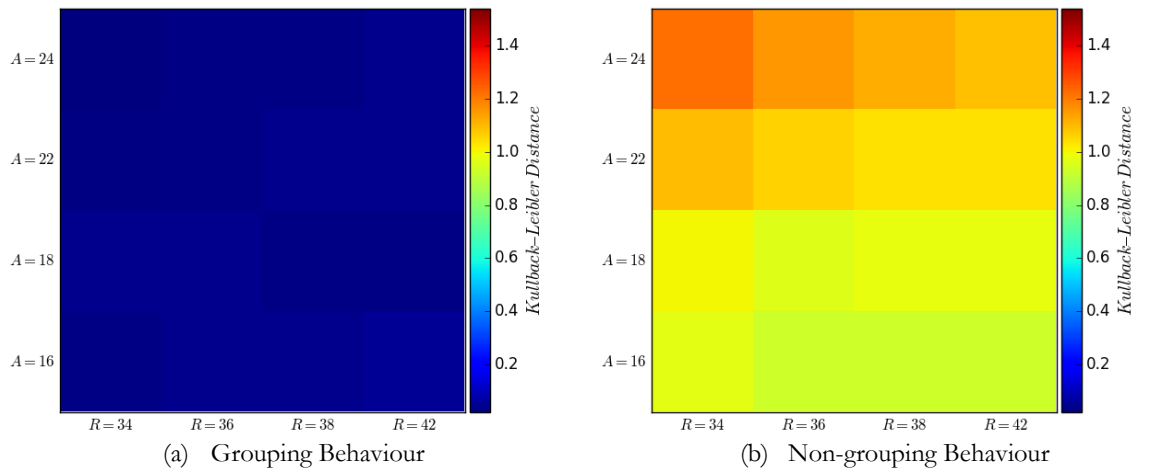 A = 24
A = 22
A = 18
A = 16
R = 34
R = 36
R = 38
R = 42
1.4
1.2
1.0
0.8
0.6
0.4
0.2
Kullback–Leibler Distance
(a) Grouping Behaviour
A = 24
A = 22
A = 18
A = 16
R = 34
R = 36
R = 38
R = 42
1.4
1.2
1.0
0.8
0.6
0.4
0.2
Kullback–Leibler Distance
(b) Non-grouping Behaviour